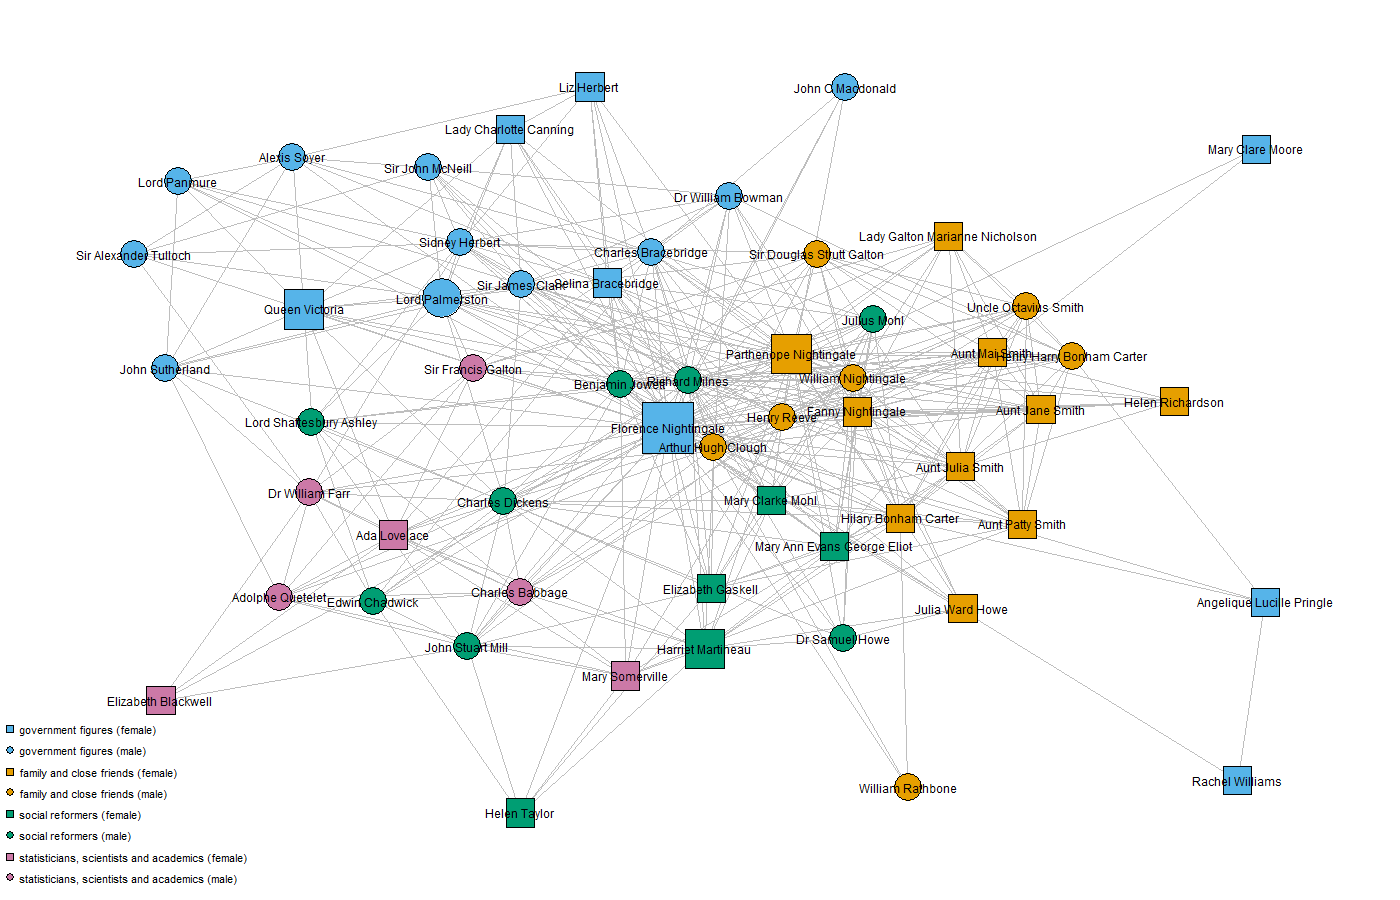 Liz Herbert
John C Macdonald
Lady Charlotte Canning
Mary Clare Moore
Alexis Soyer
Sir John McNeill
Lord Panmure
Dr William Bowman
Lady Galton Marianne Nicholson
Sidney Herbert
Charles Bracebridge
Sir Douglas Strutt Galton
Sir Alexander Tulloch
Sir James Clark
Selina Bracebridge
Lord Palmerston
Queen Victoria
Uncle Octavius Smith
Julius Mohl
Parthenope Nightingale
Aunt Mai Smith
Henry Harry Bonham Carter
John Sutherland
Sir Francis Galton
Benjamin Jowett
Richard Milnes
William Nightingale
Helen Richardson
Henry Reeve
Fanny Nightingale
Aunt Jane Smith
Lord Shaftesbury Ashley
Florence Nightingale
Arthur Hugh Clough
Aunt Julia Smith
Dr William Farr
Charles Dickens
Mary Clarke Mohl
Hilary Bonham Carter
Aunt Patty Smith
Ada Lovelace
Mary Ann Evans George Eliot
Adolphe Quetelet
Edwin Chadwick
Charles Babbage
Elizabeth Gaskell
Julia Ward Howe
Angelique Lucille Pringle
John Stuart Mill
Harriet Martineau
Dr Samuel Howe
Mary Somerville
Elizabeth Blackwell
Rachel Williams
William Rathbone
Helen Taylor
government figures (female)
government figures (male)
family and close friends (female)
family and close friends (male)
social reformers (female)
social reformers (male)
statisticians, scientists and academics (female)
statisticians, scientists and academics (male)